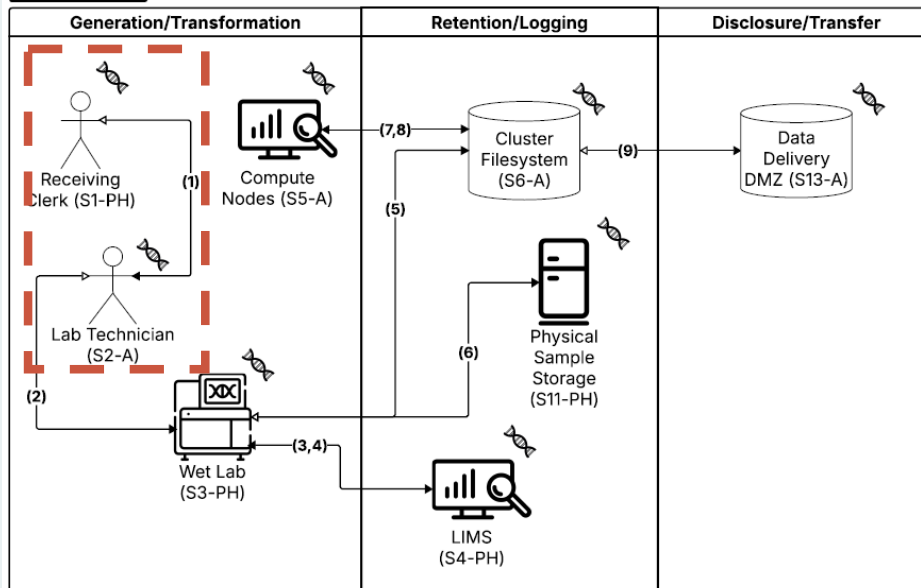 Generation/Transformation
Retention/Logging
Disclosure/Transfer
Receiving
Clerk (S1-PH)
(1)
Lab Technician
(S2-A)
(2)
Compute
Nodes (S5-A)
(7,8)
Cluster
Filesystem
(S6-A)
(9)
Data
Delivery
DMZ (S13-A)
(5)
(6)
Physical
Sample
Storage
(S11-PH)
Wet Lab
(S3-PH)
(3,4)
LIMS
(S4-PH)